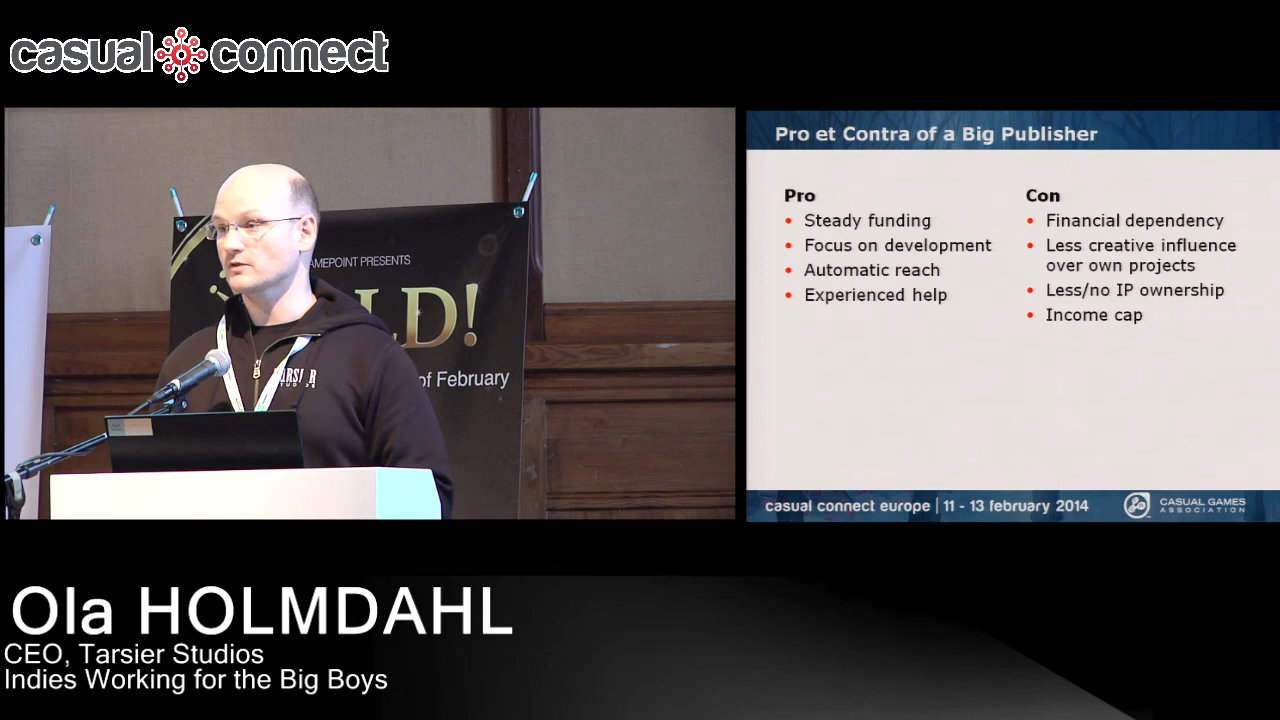 casual connect
AMEPOINT PRESENTS
LD!
of February
Pro et Contra of a Big Publisher
Pro
• Steady funding
• Focus on development
• Automatic reach
• Experienced help
Con
• Financial dependency
• Less creative influence
over own projects
• Less/no IP ownership
• Income cap
casual connect europe | 11 - 13 february 2014
CASUAL GAMES
ASSOCIATION
Ola HOLMDAHL
CEO, Tarsier Studios
Indies Working for the Big Boys